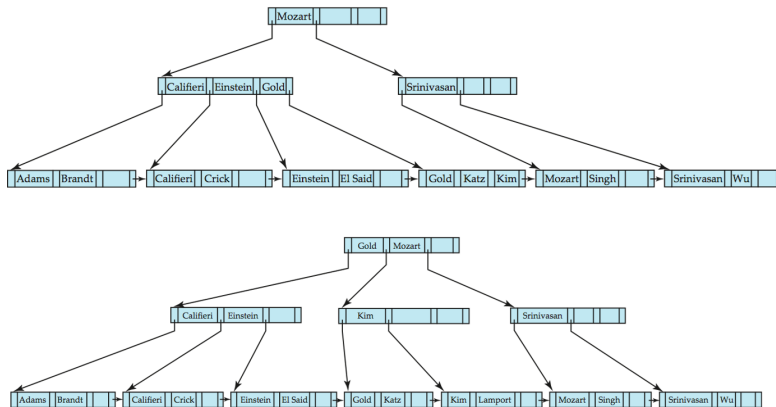 Mozart
Califieri Einstein Gold Srinivasan
Adams Brandt Califieri Crick Einstein El Said Gold Katz Kim Mozart Singh Srinivasan Wu
Gold Mozart
Califieri Einstein Kim Srinivasan
Adams Brandt Califieri Crick Einstein El Said Gold Katz Kim Lamport Mozart Singh Srinivasan Wu